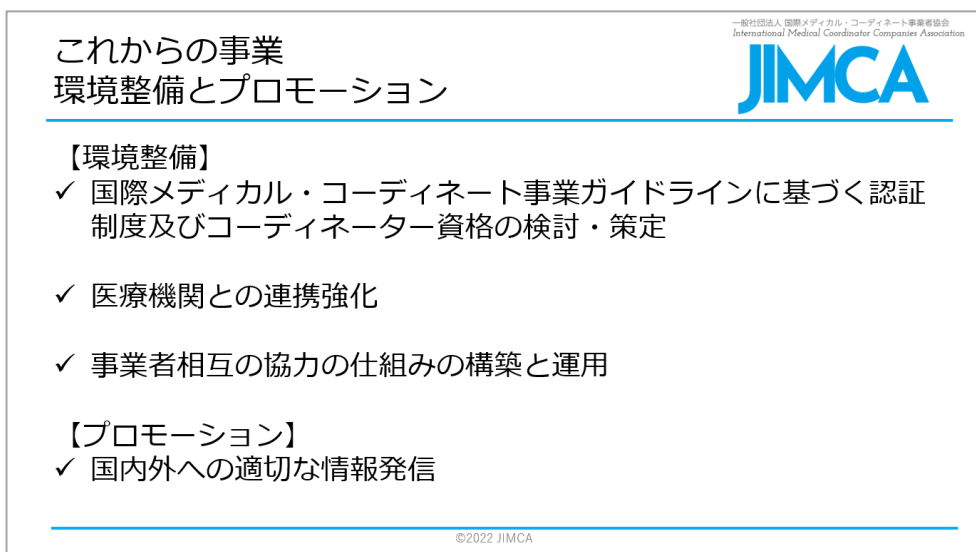 一般社団法人 国際メディカル・コーディネート事業者協会
International Medical Coordinator Companies Association
JIMCA
これからの事業
環境整備とプロモーション
【環境整備】
✓ 国際メディカル・コーディネート事業ガイドラインに基づく認証
制度及びコーディネーター資格の検討・策定
✓ 医療機関との連携強化
✓ 事業者相互の協力の仕組みの構築と運用
【プロモーション】
✓ 国内外への適切な情報発信
©2022 JIMCA